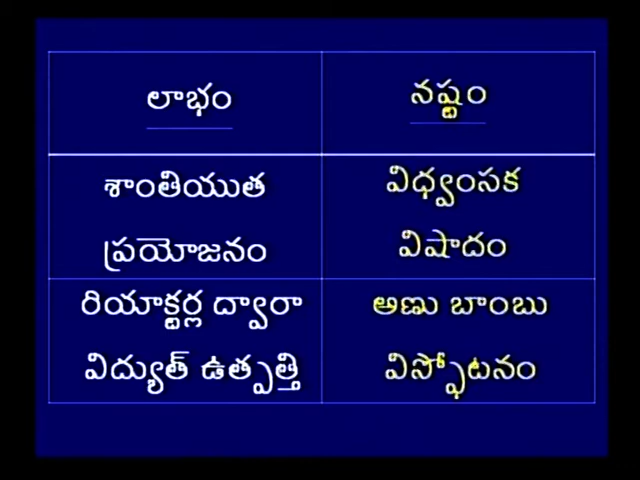 లాభం
నష్టం
శాంతియుత
ప్రయోజనం
విధ్వంసక
విషాదం
రియాక్టర్ల ద్వారా
విద్యుత్ ఉత్పత్తి
అణు బాంబు
విస్ఫోటనం